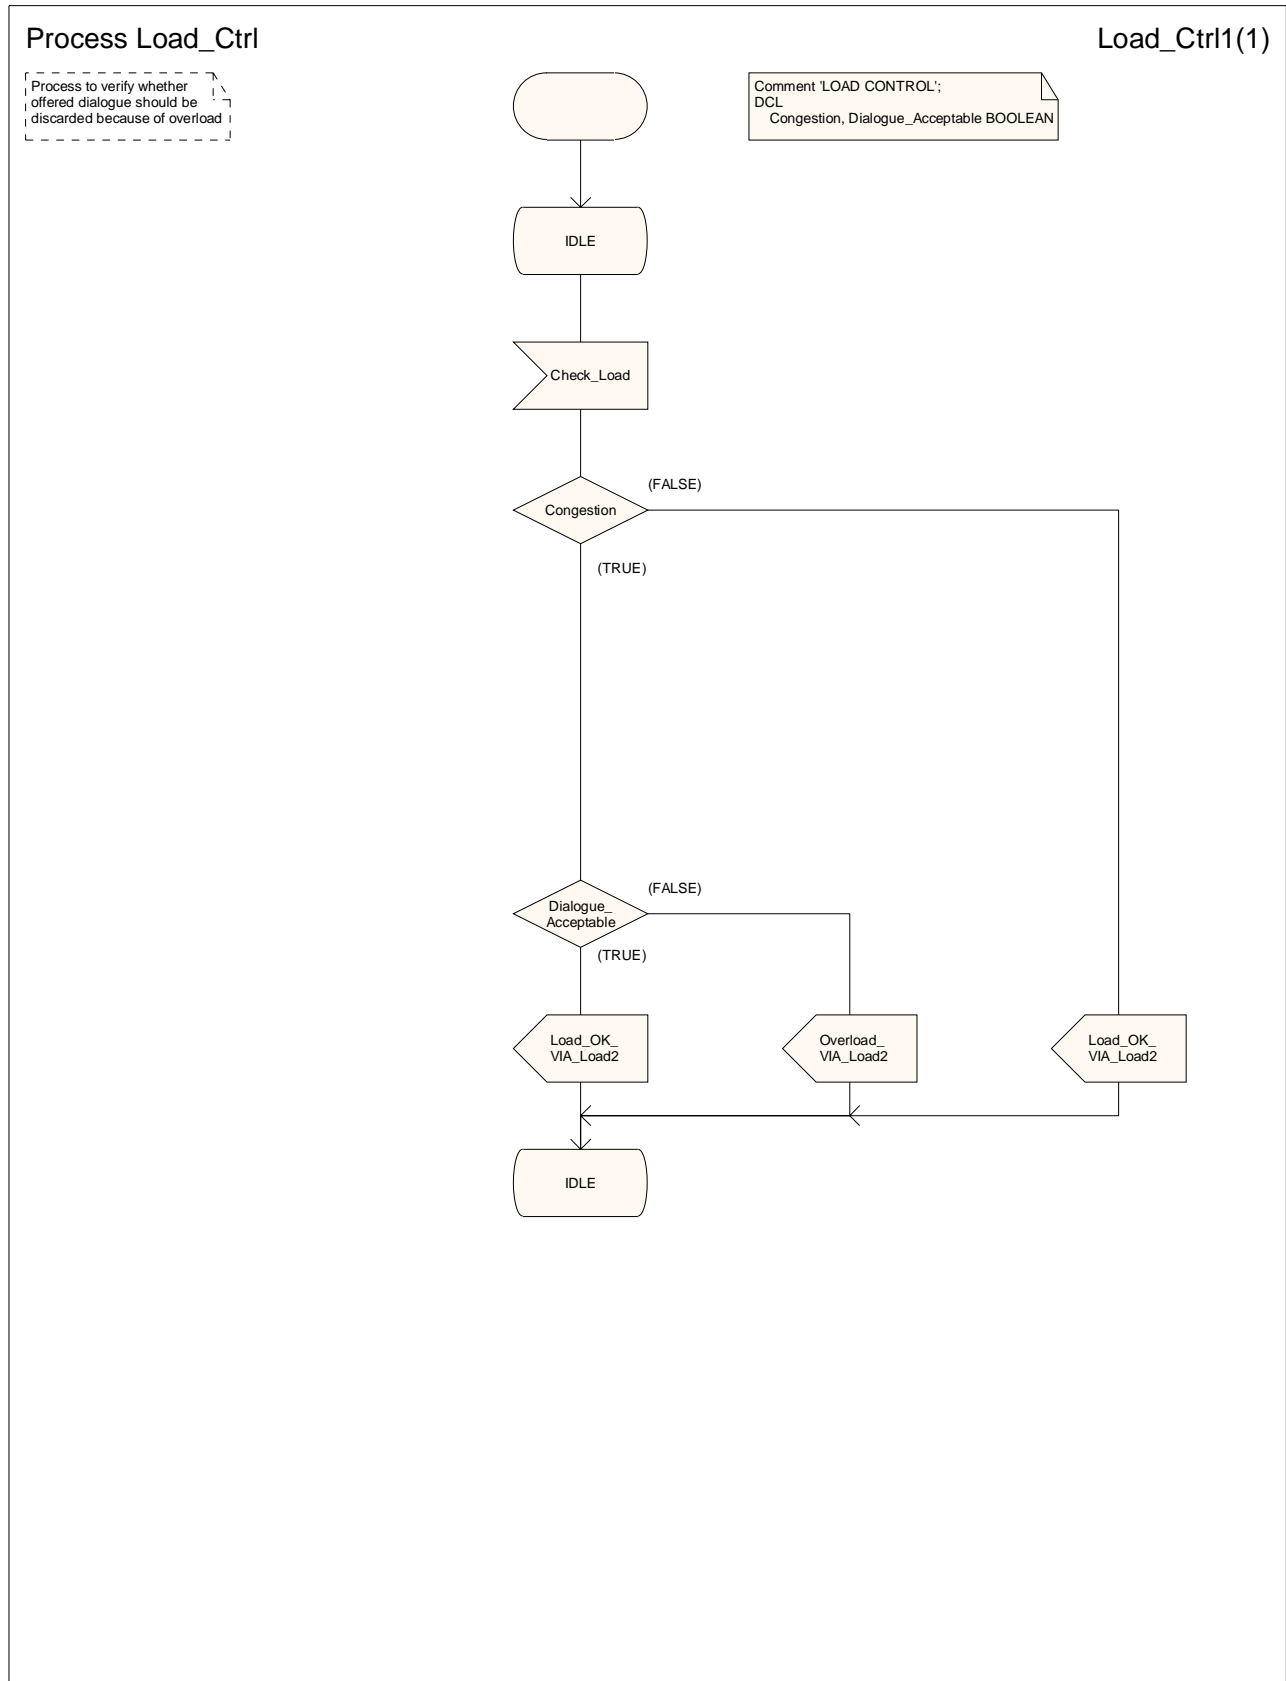 Process Load_Ctrl
Load_Ctrl1(1)
Process to verify whether
offered dialogue should be
discarded because of overload
Comment 'LOAD CONTROL';
DCL
Congestion, Dialogue_Acceptable BOOLEAN
IDLE
Check_Load
Congestion
(FALSE)
(TRUE)
Dialogue_
Acceptable
(FALSE)
(TRUE)
Load_OK_
VIA_Load2
Overload_
VIA_Load2
Load_OK_
VIA_Load2
IDLE